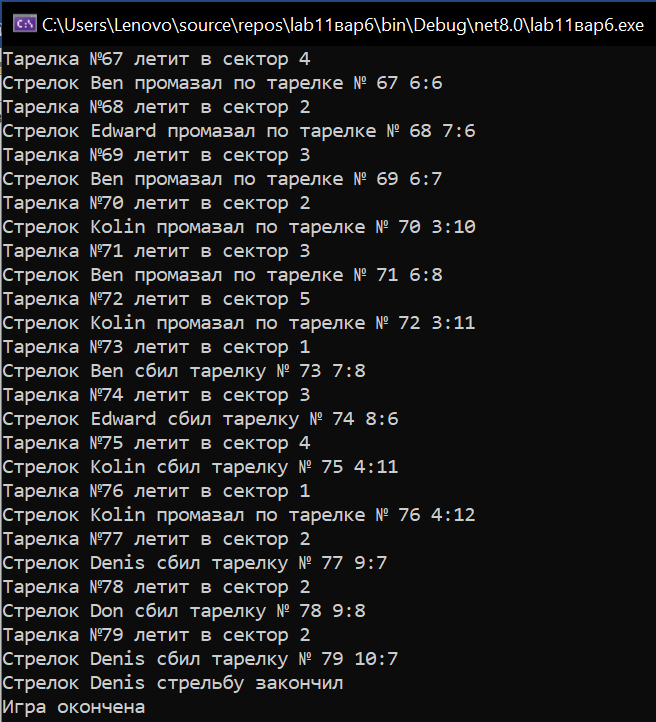 C:\Users\Lenovo\source\repos\lab11вар6\bin\Debug\net8.0\lab11вар6.exe
Тарелка №67 летит в сектор 4
Стрелок Ben промазал по тарелке № 67 6:6
Тарелка №68 летит в сектор 2
Стрелок Edward промазал по тарелке № 68 7:6
Тарелка №69 летит в сектор 3
Стрелок Ben промазал по тарелке № 69 6:7
Тарелка №70 летит в сектор 2
Стрелок Kolin промазал по тарелке № 70 3:10
Тарелка №71 летит в сектор 3
Стрелок Ben промазал по тарелке № 71 6:8
Тарелка №72 летит в сектор 5
Стрелок Kolin промазал по тарелке № 72 3:11
Тарелка №73 летит в сектор 1
Стрелок Ben сбил тарелку № 73 7:8
Тарелка №74 летит в сектор 3
Стрелок Edward сбил тарелку № 74 8:6
Тарелка №75 летит в сектор 4
Стрелок Kolin сбил тарелку № 75 4:11
Тарелка №76 летит в сектор 1
Стрелок Kolin промазал по тарелке № 76 4:12
Тарелка №77 летит в сектор 2
Стрелок Denis сбил тарелку № 77 9:7
Тарелка №78 летит в сектор 2
Стрелок Don сбил тарелку № 78 9:8
Тарелка №79 летит в сектор 2
Стрелок Denis сбил тарелку № 79 10:7
Стрелок Denis стрельбу закончил
Игра окончена